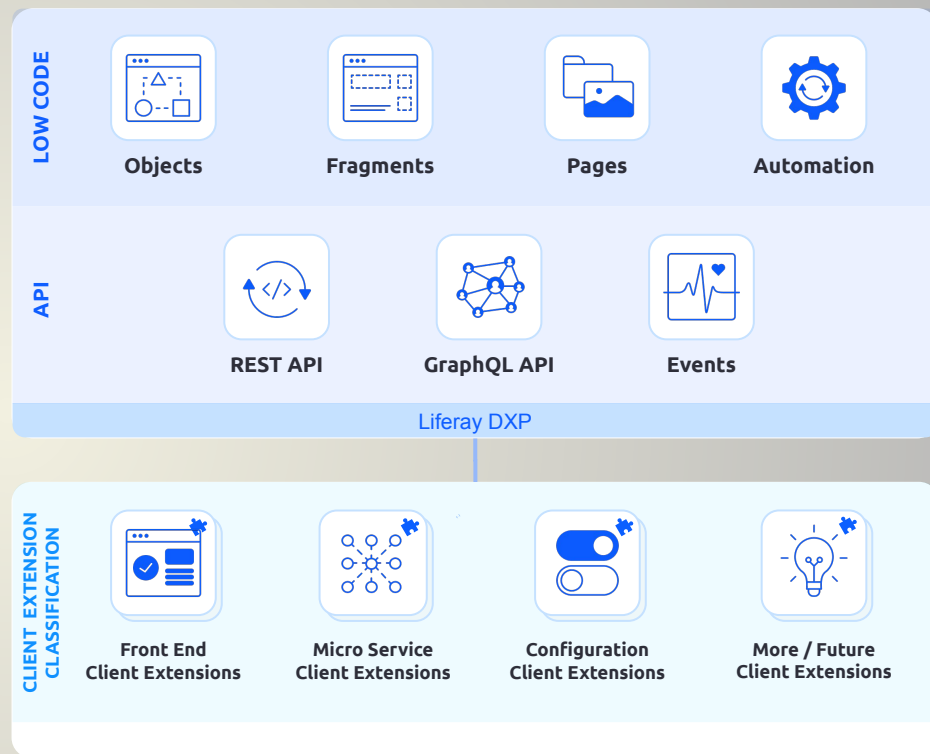 LOW CODE
Objects
Fragments
Pages
Automation
API
</>
REST API
GraphQL API
Events
Liferay DXP
CLIENT EXTENSION
CLASSIFICATION
Front End
Client Extensions
Micro Service
Client Extensions
Configuration
Client Extensions
More / Future
Client Extensions